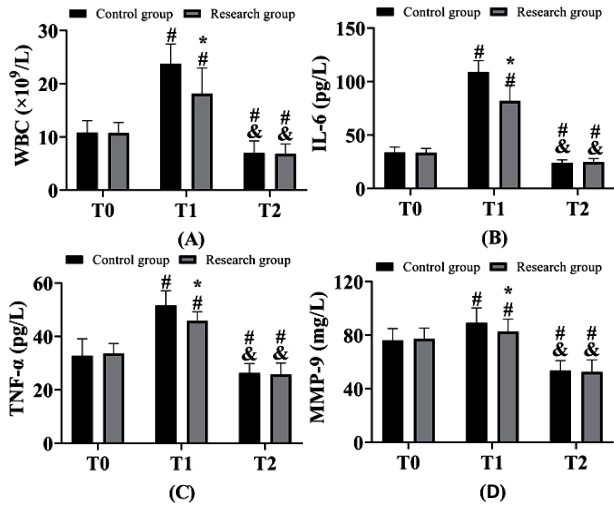 Control group Research group
WBC (×10⁹/L)
30
20
10
0
# * #
# & # &
T0 T1 T2
(A)
Control group Research group
IL-6 (pg/L)
150
100
50
0
# * #
# & # &
T0 T1 T2
(B)
Control group Research group
TNF-α (pg/L)
60
40
20
0
# * #
# & # &
T0 T1 T2
(C)
Control group Research group
MMP-9 (mg/L)
120
80
40
0
# * #
# & # &
T0 T1 T2
(D)